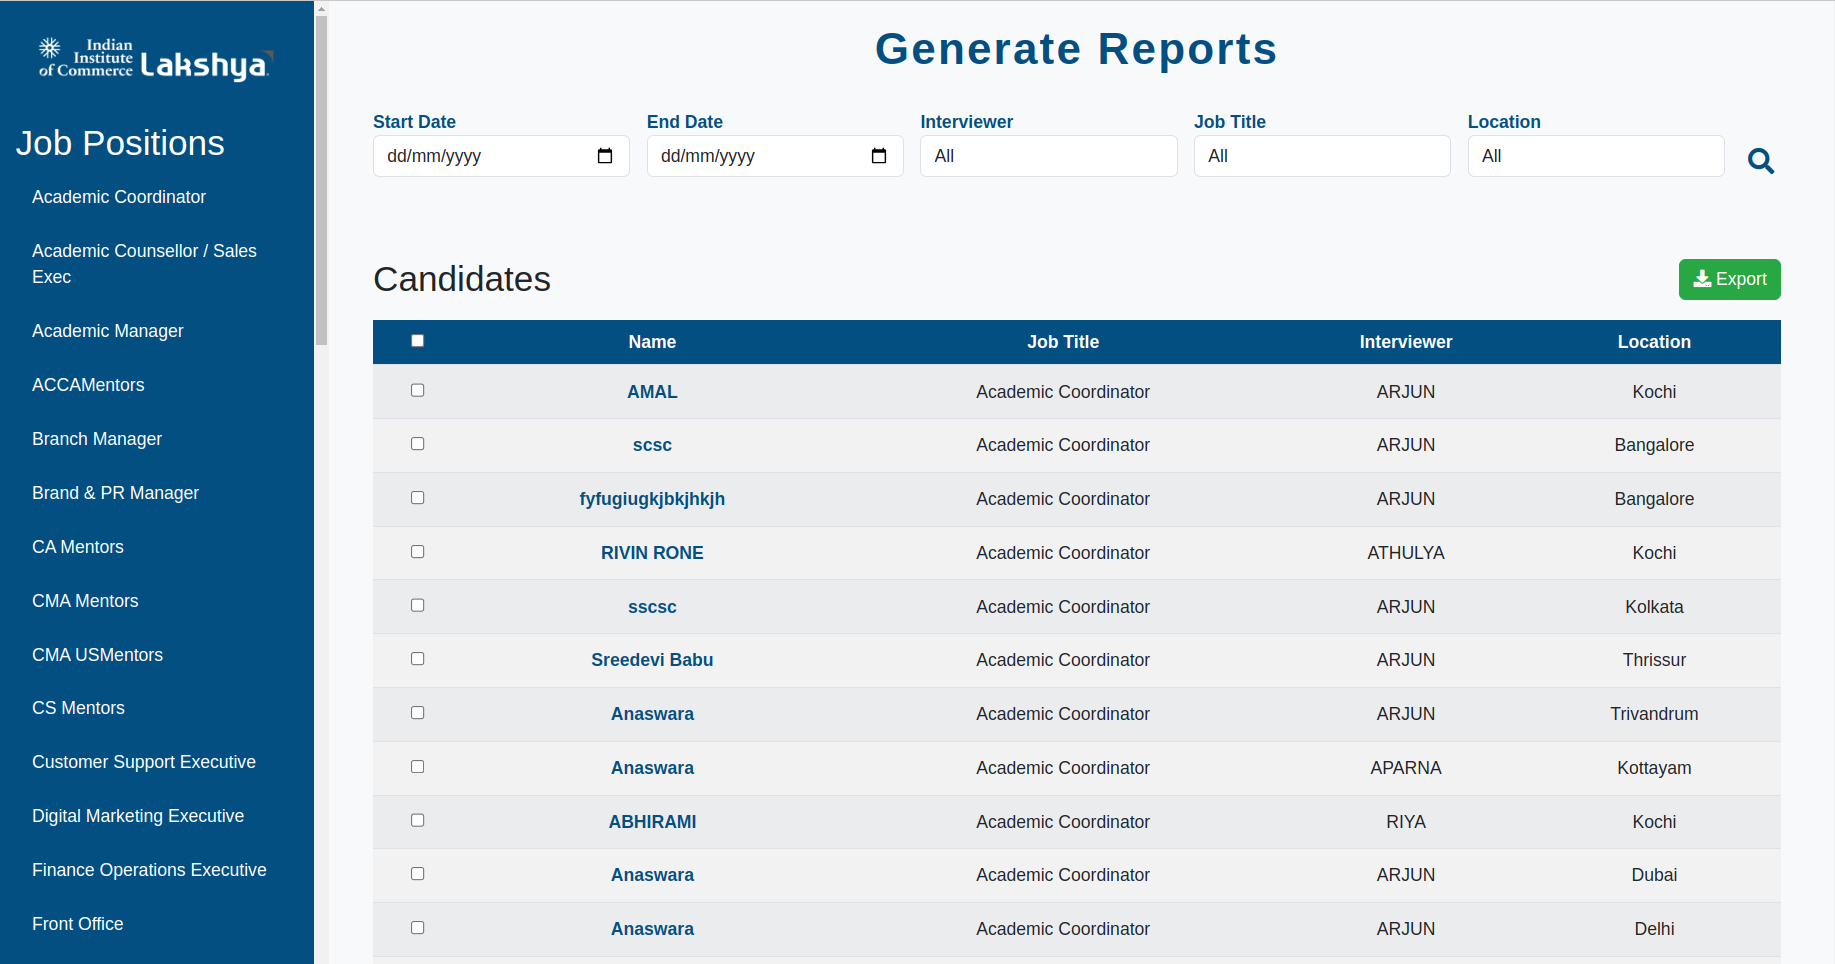 Indian
Institute
of Commerce
Lakshya
Job Positions
Academic Coordinator
Academic Counsellor / Sales
Exec
Academic Manager
ACCAMentors
Branch Manager
Brand & PR Manager
CA Mentors
CMA Mentors
CMA USMentors
CS Mentors
Customer Support Executive
Digital Marketing Executive
Finance Operations Executive
Front Office
Generate Reports
Start Date End Date Interviewer Job Title Location
dd/mm/yyyy dd/mm/yyyy All All All
Candidates
Export
Name Job Title Interviewer Location
AMAL Academic Coordinator ARJUN Kochi
scsc Academic Coordinator ARJUN Bangalore
fyfugiugkjbkjhkjh Academic Coordinator ARJUN Bangalore
RIVIN RONE Academic Coordinator ATHULYA Kochi
sscsc Academic Coordinator ARJUN Kolkata
Sreedevi Babu Academic Coordinator ARJUN Thrissur
Anaswara Academic Coordinator ARJUN Trivandrum
Anaswara Academic Coordinator APARNA Kottayam
ABHIRAMI Academic Coordinator RIYA Kochi
Anaswara Academic Coordinator ARJUN Dubai
Anaswara Academic Coordinator ARJUN Delhi